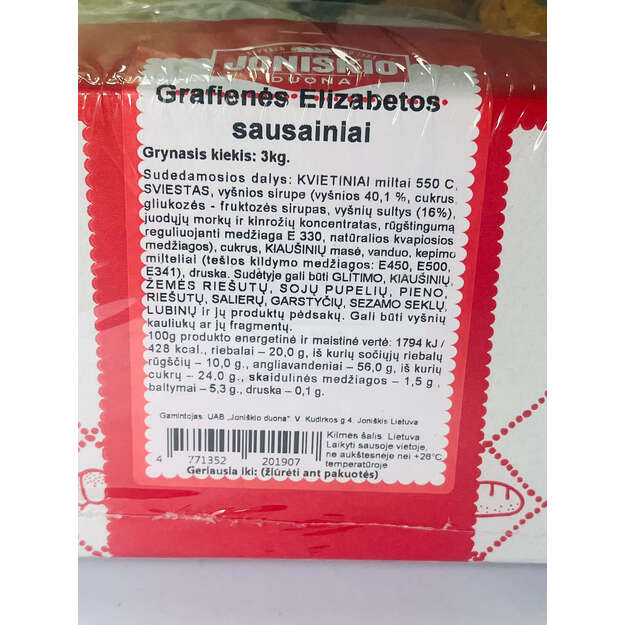 JONIŠKIO
DUONA
Grafienės Elizabetos
sausainiai
Grynasis kiekis: 3kg.
Sudedamosios dalys: KVIETINIAI miltai 550 C,
SVIESTAS, vyšnios sirupe (vyšnios 40,1 %, cukrus,
gliukozės - fruktozės sirupas, vyšnių sultys (16%),
juodųjų morkų ir kinrožių koncentratas, rūgštingumą
reguliuojanti medžiaga E 330, natūralios kvapiosios
medžiagos), cukrus, KIAUŠINIŲ masė, vanduo, kepimo
milteliai (tešlos kildymo medžiagos: E450, E500,
E341), druska. Sudėtyje gali būti GLITIMO, KIAUŠINIŲ,
ŽEMĖS RIEŠUTŲ, SOJŲ PUPELIŲ, PIENO,
RIEŠUTŲ, SALIERŲ, GARSTYČIŲ, SEZAMO SĖKLŲ,
LUBINŲ ir jų produktų pėdsakų. Gali būti vyšnių
kauliukų ar jų fragmentų.
100g produkto energetinė ir maistinė vertė: 1794 kJ /
428 kcal., riebalai – 20,0 g, iš kurių sočiųjų riebalų
rūgščių – 10,0 g., angliavandeniai – 56,0 g, iš kurių
cukrų – 24,0 g., skaidulinės medžiagos – 1,5 g.,
baltymai – 5,3 g., druska – 0,1 g.
Gamintojas: UAB „Joniškio duona". V. Kudirkos g.4. Joniškis Lietuva
Kilmės šalis. Lietuva
Laikyti sausoje vietoje,
ne aukštesnėje nei +26°C
temperatūroje
4 771352 201907
Geriausia iki: (žiūrėti ant pakuotės)